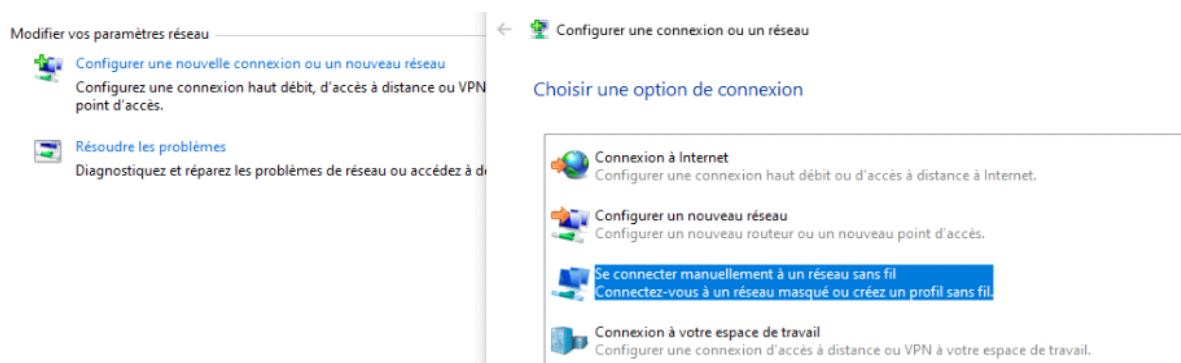 Modifier vos paramètres réseau
Configurer une nouvelle connexion ou un nouveau réseau
Configurez une connexion haut débit, d'accès à distance ou VPN
point d'accès.
Résoudre les problèmes
Diagnostiquez et réparez les problèmes de réseau ou accédez à d
Configurer une connexion ou un réseau
Choisir une option de connexion
Connexion à Internet
Configurer une connexion haut débit ou d'accès à distance à Internet.
Configurer un nouveau réseau
Configurer un nouveau routeur ou un nouveau point d'accès.
Se connecter manuellement à un réseau sans fil
Connectez-vous à un réseau masqué ou créez un profil sans fil.
Connexion à votre espace de travail
Configurer une connexion d'accès à distance ou VPN à votre espace de travail.